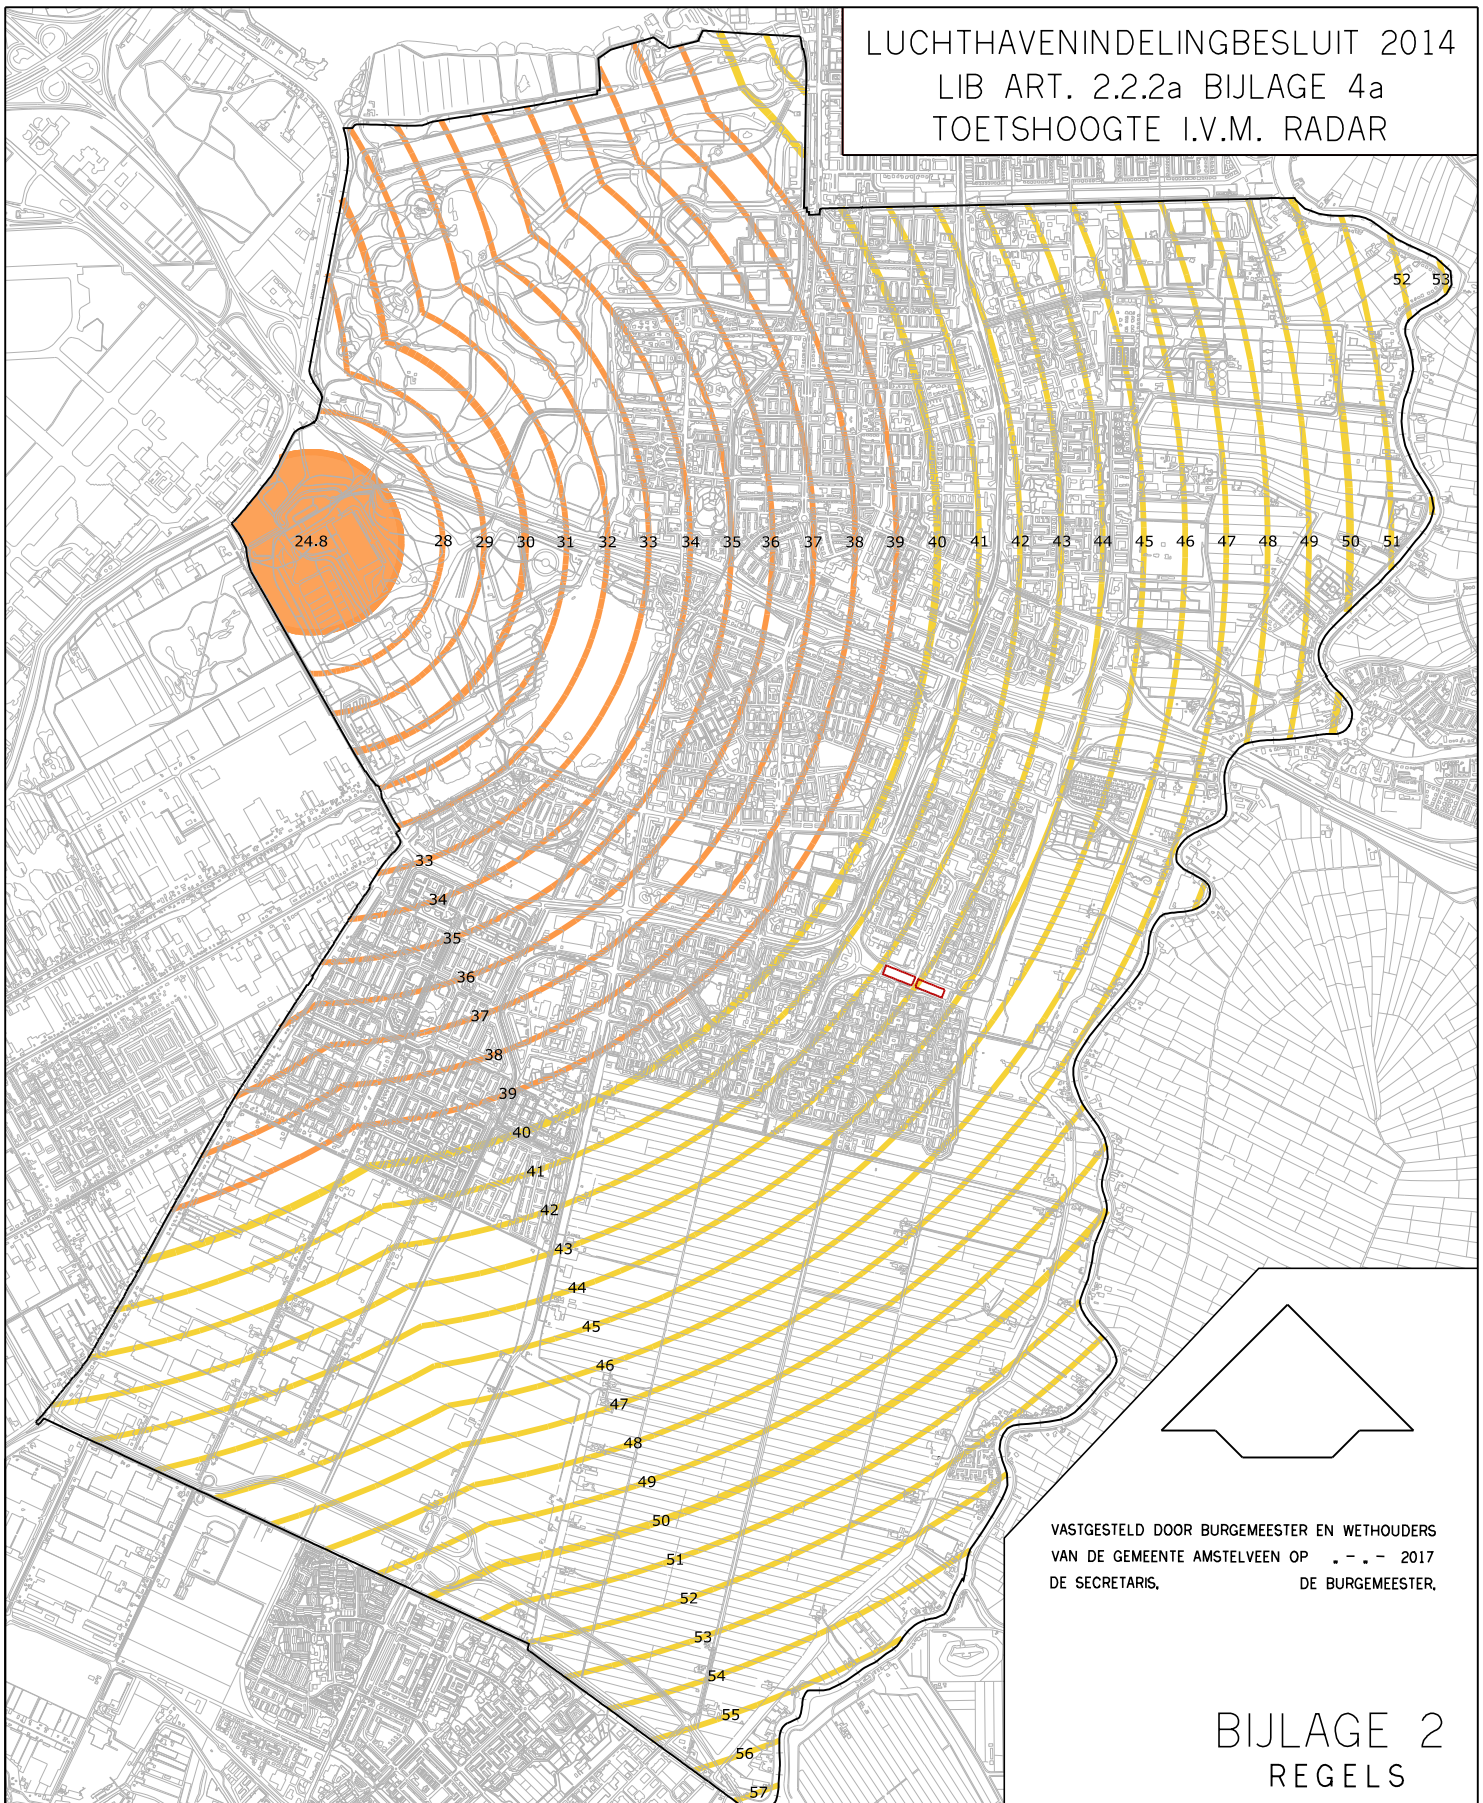 LUCHTHAVENINDELINGBESLUIT 2014
LIB ART. 2.2.2a BIJLAGE 4a
TOETSHOOGTE I.V.M. RADAR
52 53
24.8 28 29 30 31 32 33 34 35 36 37 38 39 40 41 42 43 44 45 46 47 48 49 50 51
33
34
35
36
37
38
39
40
41
42
43
44
45
46
47
48
49
50
51
52
53
54
55
56
57
VASTGESTELD DOOR BURGEMEESTER EN WETHOUDERS
VAN DE GEMEENTE AMSTELVEEN OP . - . - 2017
DE SECRETARIS, DE BURGEMEESTER,
BIJLAGE 2
REGELS